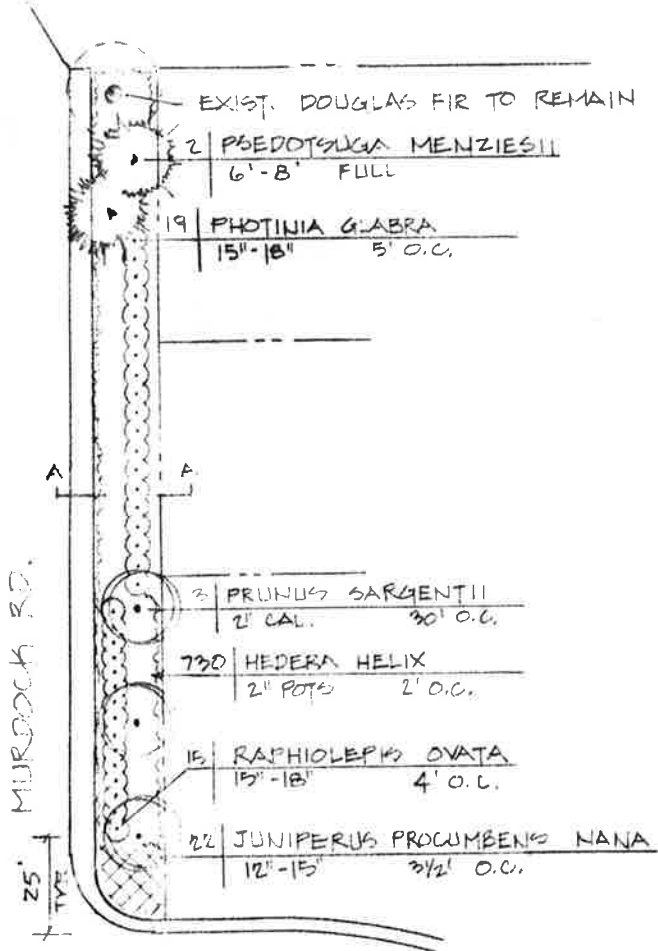 EXIST. DOUGLAS FIR TO REMAIN
2 PSEDOTSUGA MENZIESII
6'-8' FULL
19 PHOTINIA GLABRA
15"-18" 5' O.C.
A A
3 PRUNUS SARGENTII
2" CAL. 30' O.C.
730 HEDERA HELIX
2" POTS 2' O.C.
15 RAPHIOLEPIS OVATA
15"-18" 4' O.C.
22 JUNIPERUS PROCUMBENS NANA
12"-15" 3½' O.C.
MURDOCK RD.
25'
TYP.